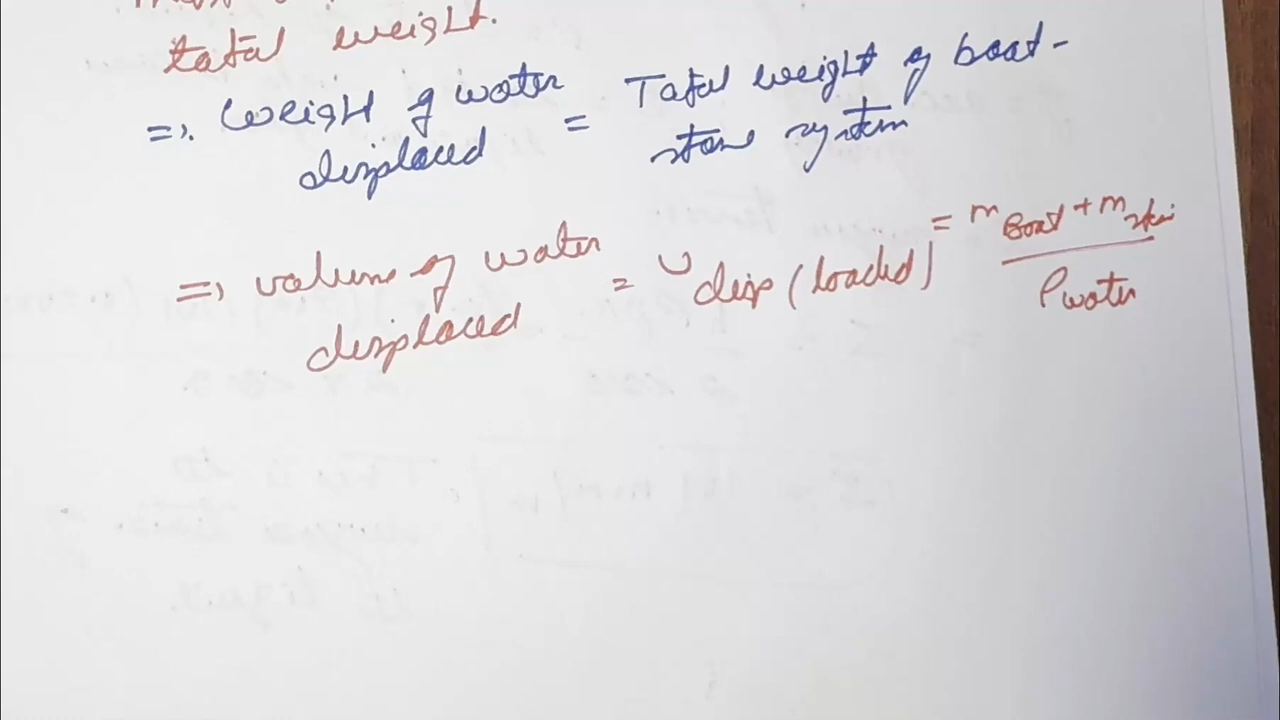 total weight.
=>. Weight of water = Total weight of boat-
displaced stone system
=> volume of water = υ disp (loaded) = m Boat + m
displaced ρ water